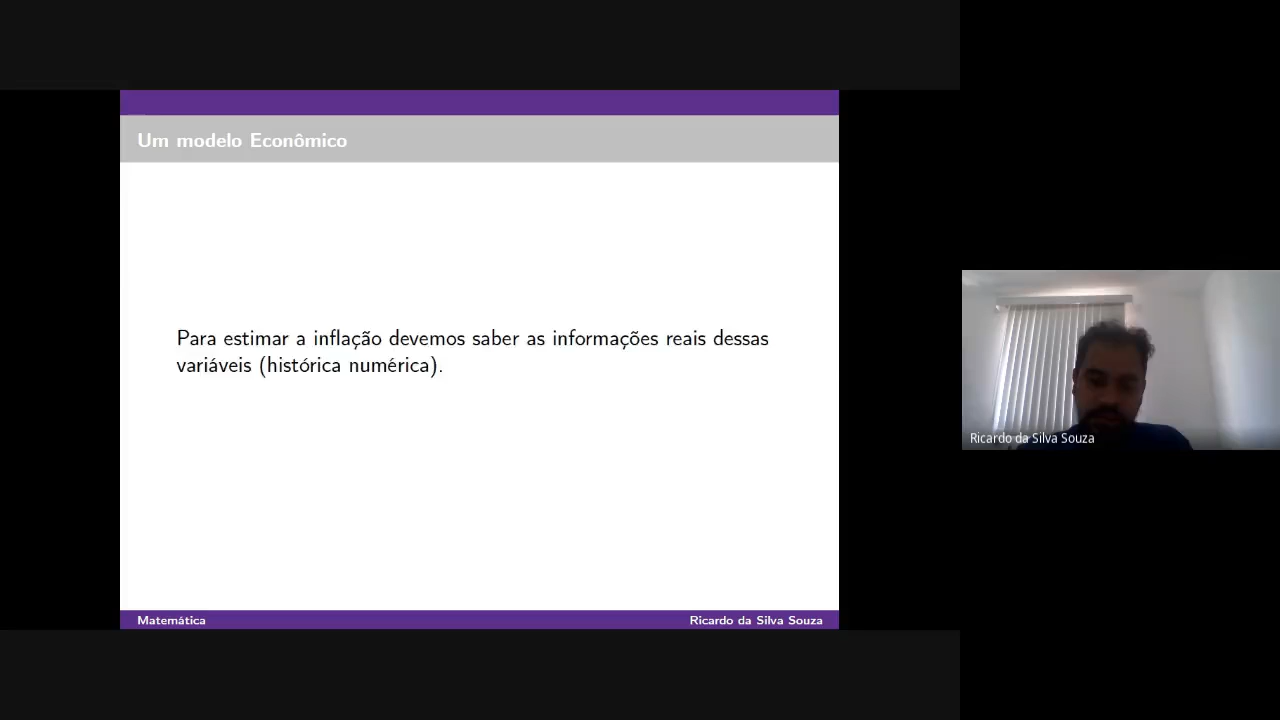 Um modelo Econômico
Para estimar a inflação devemos saber as informações reais dessas
variáveis (histórica numérica).
Matemática
Ricardo da Silva Souza
Ricardo da Silva Souza